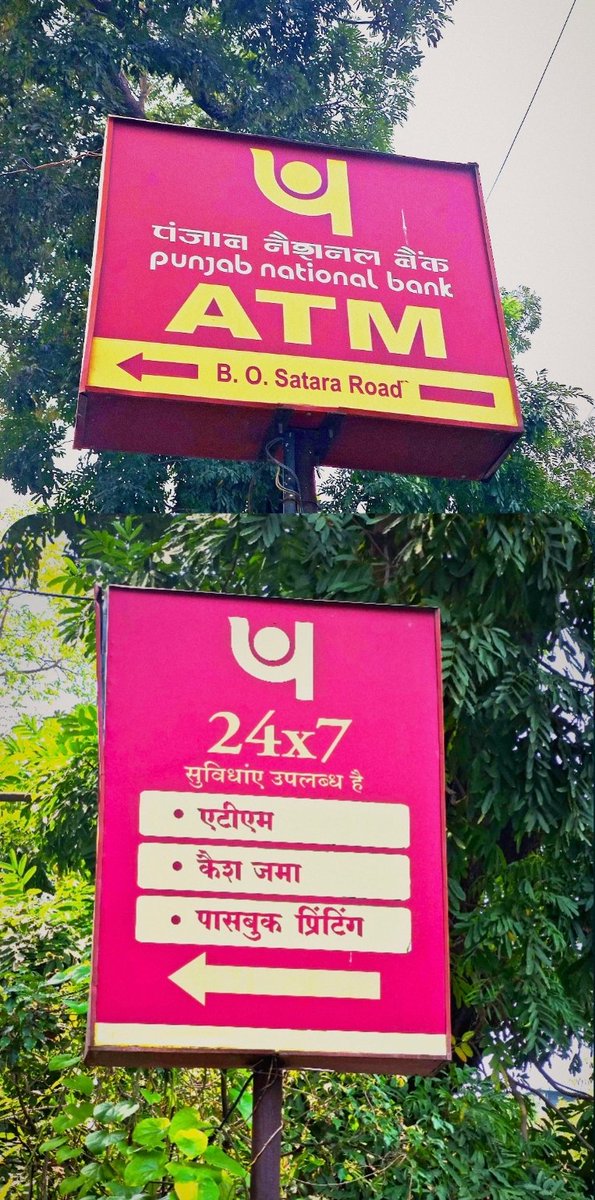 पंजाब नैशनल बैंक
punjab national bank
ATM
B. O. Satara Road
24x7
सुविधांए उपलब्ध है
• एटीएम
• कैश जमा
• पासबुक प्रिंटिंग